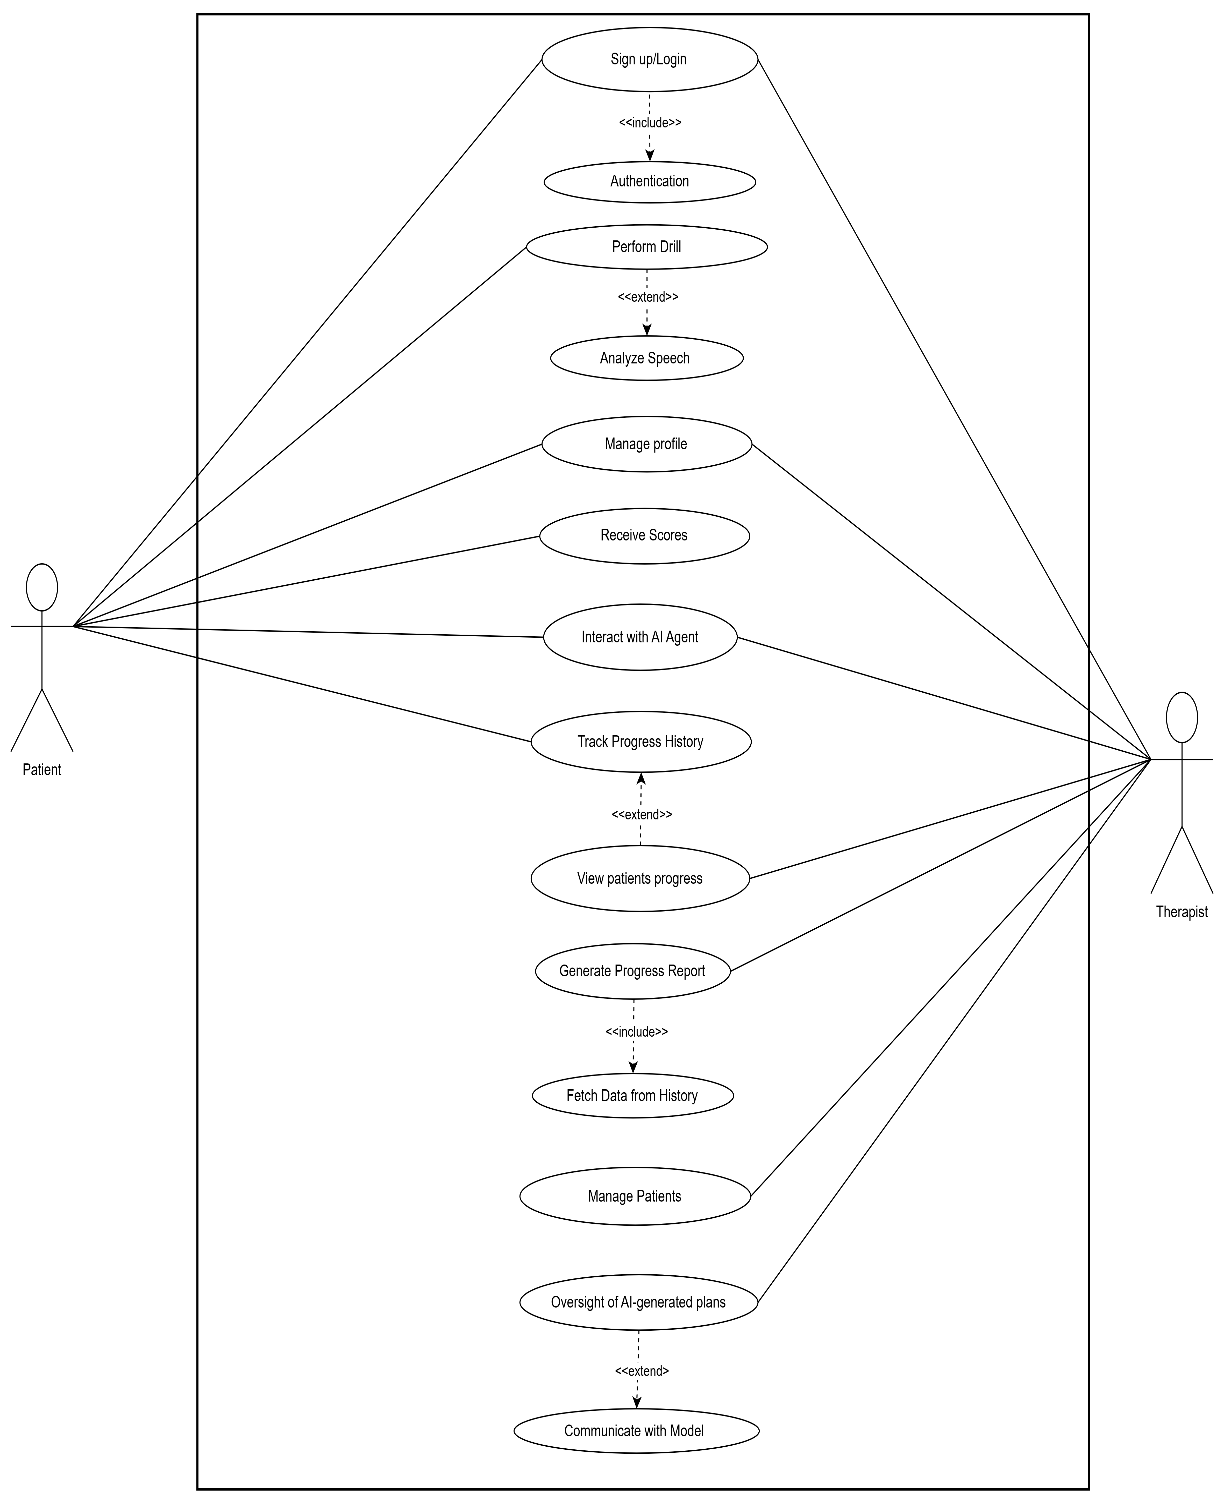 Sign up/Login
<<include>>
Authentication
Perform Drill
<<extend>>
Analyze Speech
Manage profile
Receive Scores
Interact with AI Agent
Track Progress History
Patient
<<extend>>
View patients progress
Therapist
Generate Progress Report
<<include>>
Fetch Data from History
Manage Patients
Oversight of AI-generated plans
<<extend>
Communicate with Model